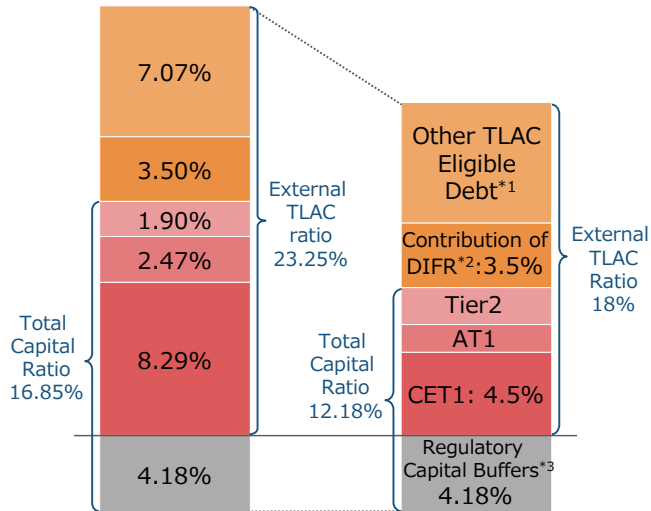 7.07%
3.50%
1.90%
2.47%
8.29%
4.18%
Total
Capital
Ratio
16.85%
External
TLAC
ratio
23.25%
Other TLAC
Eligible
Debt*1
Contribution of
DIFR*2:3.5%
Tier2
AT1
CET1: 4.5%
Regulatory
Capital Buffers*3
4.18%
Total
Capital
Ratio
12.18%
External
TLAC
Ratio
18%